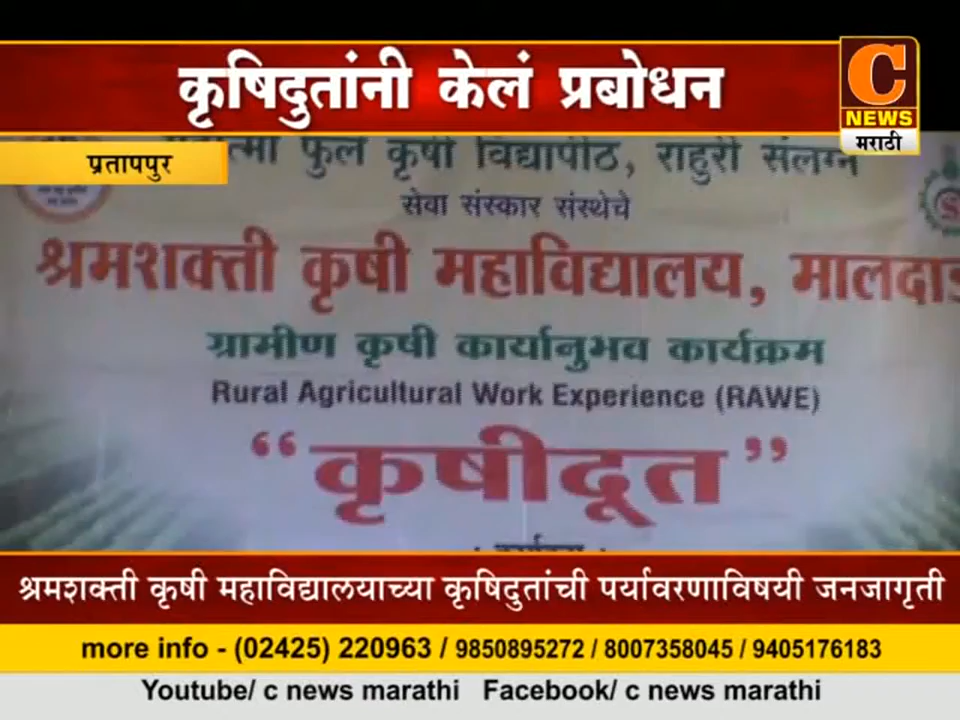 कृषिदुतांनी केलं प्रबोधन
C
NEWS
मराठी
प्रतापपुर
फुले कृषी विद्यापीठ, राहुरी संलग्न
सेवा संस्कार संस्थेचे
श्रमशक्ती कृषी महाविद्यालय,
ग्रामीण कृषी कार्यानुभव कार्यक्रम
Rural Agricultural Work Experience (RAWE)
“कृषीदूत”
श्रमशक्ती कृषी महाविद्यालयाच्या कृषिदुतांची पर्यावरणाविषयी जनजागृती
more info - (02425) 220963 / 9850895272 / 8007358045 / 9405176183
Youtube/ c news marathi Facebook/ c news marathi